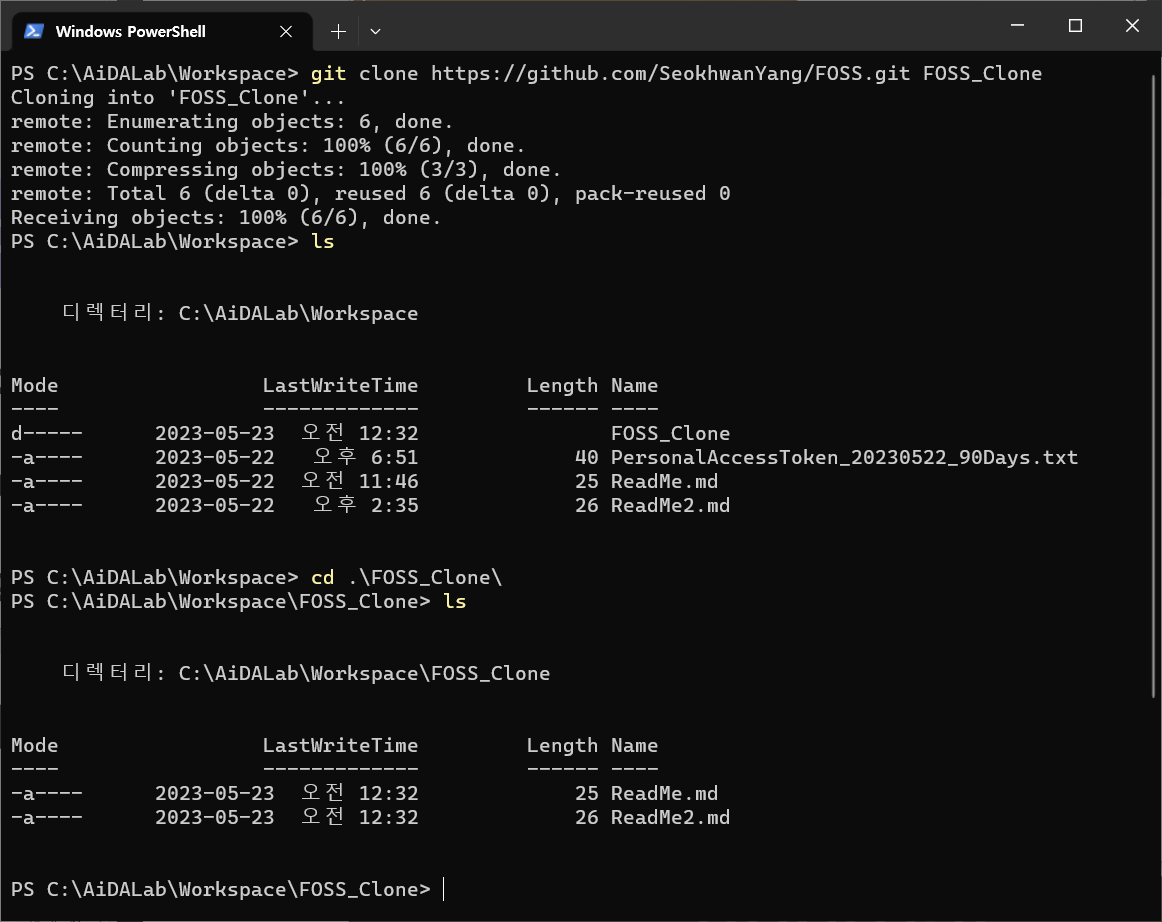 Windows PowerShell
PS C:\AiDALab\Workspace> git clone https://github.com/SeokhwanYang/FOSS.git FOSS_Clone
Cloning into 'FOSS_Clone'...
remote: Enumerating objects: 6, done.
remote: Counting objects: 100% (6/6), done.
remote: Compressing objects: 100% (3/3), done.
remote: Total 6 (delta 0), reused 6 (delta 0), pack-reused 0
Receiving objects: 100% (6/6), done.
PS C:\AiDALab\Workspace> ls
디렉터리: C:\AiDALab\Workspace
Mode                 LastWriteTime         Length Name
----                 -------------         ------ ----
d-----      2023-05-23  오전 12:32                FOSS_Clone
-a----      2023-05-22   오후 6:51             40 PersonalAccessToken_20230522_90Days.txt
-a----      2023-05-22  오전 11:46             25 ReadMe.md
-a----      2023-05-22   오후 2:35             26 ReadMe2.md
PS C:\AiDALab\Workspace> cd .\FOSS_Clone\
PS C:\AiDALab\Workspace\FOSS_Clone> ls
디렉터리: C:\AiDALab\Workspace\FOSS_Clone
Mode                 LastWriteTime         Length Name
----                 -------------         ------ ----
-a----      2023-05-23  오전 12:32             25 ReadMe.md
-a----      2023-05-23  오전 12:32             26 ReadMe2.md
PS C:\AiDALab\Workspace\FOSS_Clone>